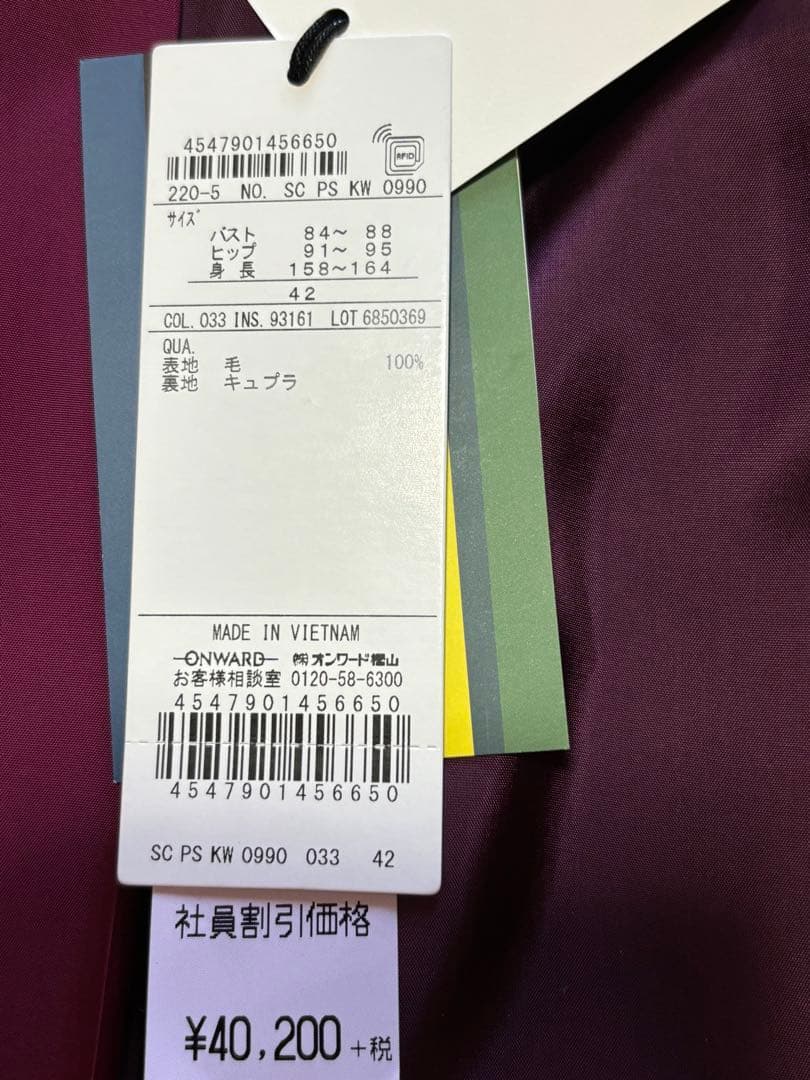 4547901456650
RFID
220-5 NO. SC PS KW 0990
サイズ
バスト 84～ 88
ヒップ 91～ 95
身 長 158～164
42
COL. 033 INS. 93161 LOT 6850369
QUA.
表地 毛 100%
裏地 キュプラ
MADE IN VIETNAM
ONWARD ㈱オンワード樫山
お客様相談室 0120-58-6300
4547901456650
4547901456650
SC PS KW 0990 033 42
社員割引価格
¥40,200+税